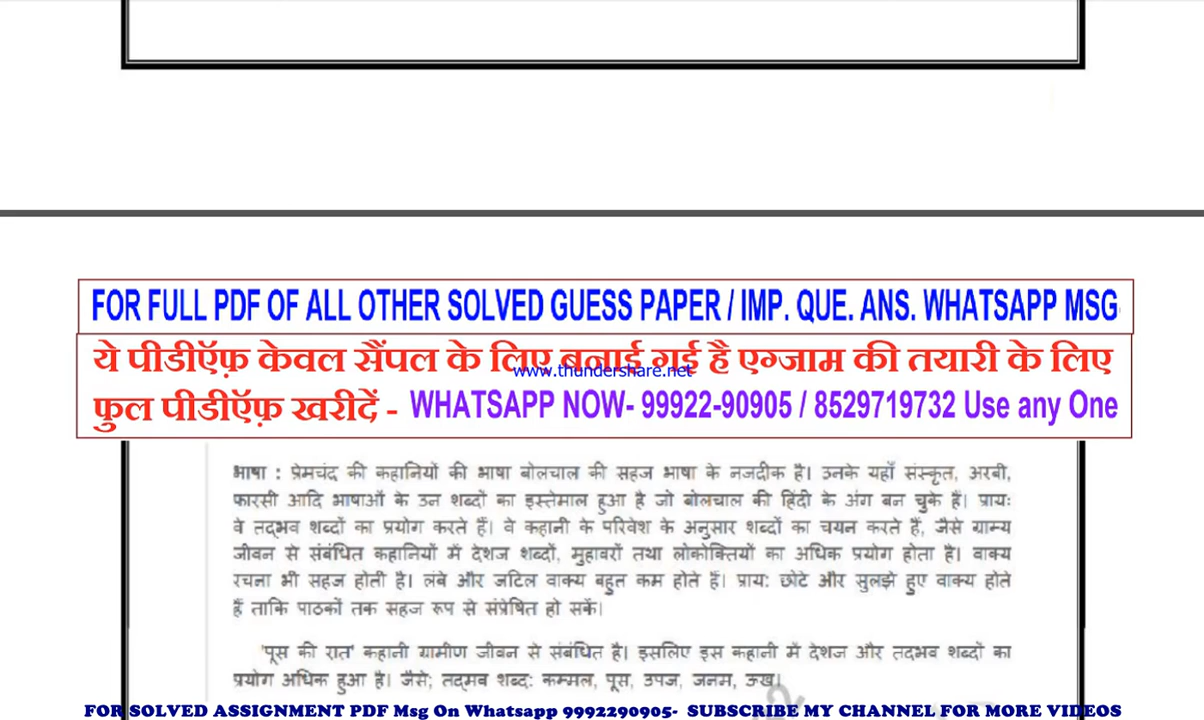 FOR FULL PDF OF ALL OTHER SOLVED GUESS PAPER / IMP. QUE. ANS. WHATSAPP MSG
ये पीडीऍफ़ केवल सैंपल के लिए बनाई गई है एग्जाम की तयारी के लिए
www.thundershare.net
फुल पीडीऍफ़ खरीदें - WHATSAPP NOW- 99922-90905 / 8529719732 Use any One
भाषा : प्रेमचंद की कहानियों की भाषा बोलचाल की सहज भाषा के नजदीक है। उनके यहाँ संस्कृत, अरबी,
फारसी आदि भाषाओं के उन शब्दों का इस्तेमाल हुआ है जो बोलचाल की हिंदी के अंग बन चुके हैं। प्रायः
वे तद्भव शब्दों का प्रयोग करते हैं। वे कहानी के परिवेश के अनुसार शब्दों का चयन करते हैं, जैसे ग्राम्य
जीवन से संबंधित कहानियों में देशज शब्दों, मुहावरों तथा लोकोक्तियों का अधिक प्रयोग होता है। वाक्य
रचना भी सहज होती है। लंबे और जटिल वाक्य बहुत कम होते हैं। प्राय: छोटे और सुलझे हुए वाक्य होते
हैं ताकि पाठकों तक सहज रूप से संप्रेषित हो सकें।
'पूस की रात' कहानी ग्रामीण जीवन से संबंधित है। इसलिए इस कहानी में देशज और तदभव शब्दों का
प्रयोग अधिक हुआ है। जैसे; तद्भव शब्द: कम्मल, पूस, उपज, जनम, ऊख।
FOR SOLVED ASSIGNMENT PDF Msg On Whatsapp 9992290905- SUBSCRIBE MY CHANNEL FOR MORE VIDEOS